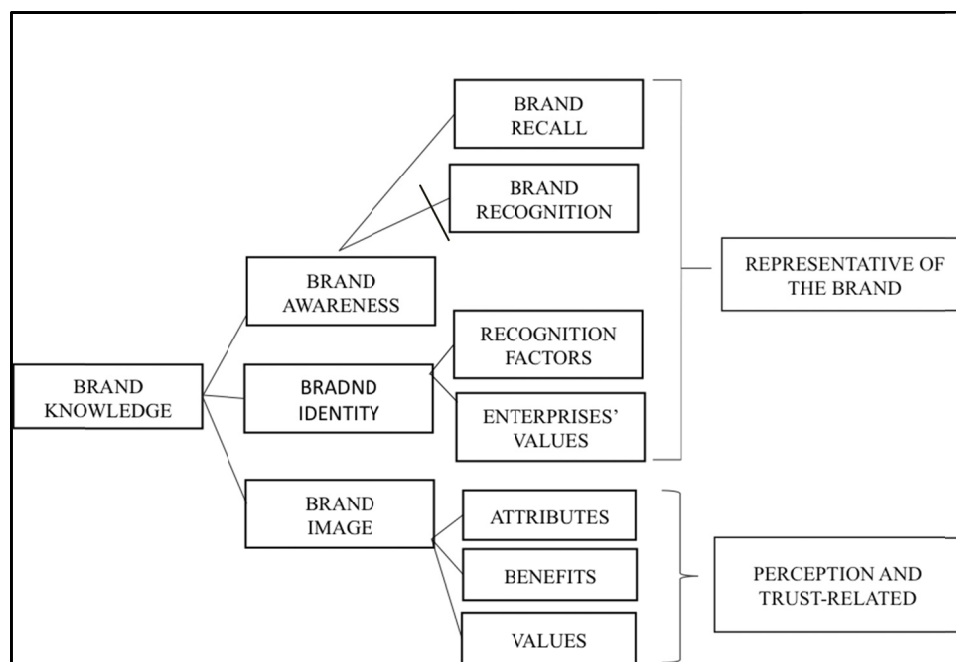 BRAND
RECALL
BRAND
RECOGNITION
REPRESENTATIVE OF
THE BRAND
BRAND
AWARENESS
RECOGNITION
FACTORS
BRAND
KNOWLEDGE
BRADND
IDENTITY
ENTERPRISES’
VALUES
BRAND
IMAGE
ATTRIBUTES
BENEFITS
PERCEPTION AND
TRUST-RELATED
VALUES